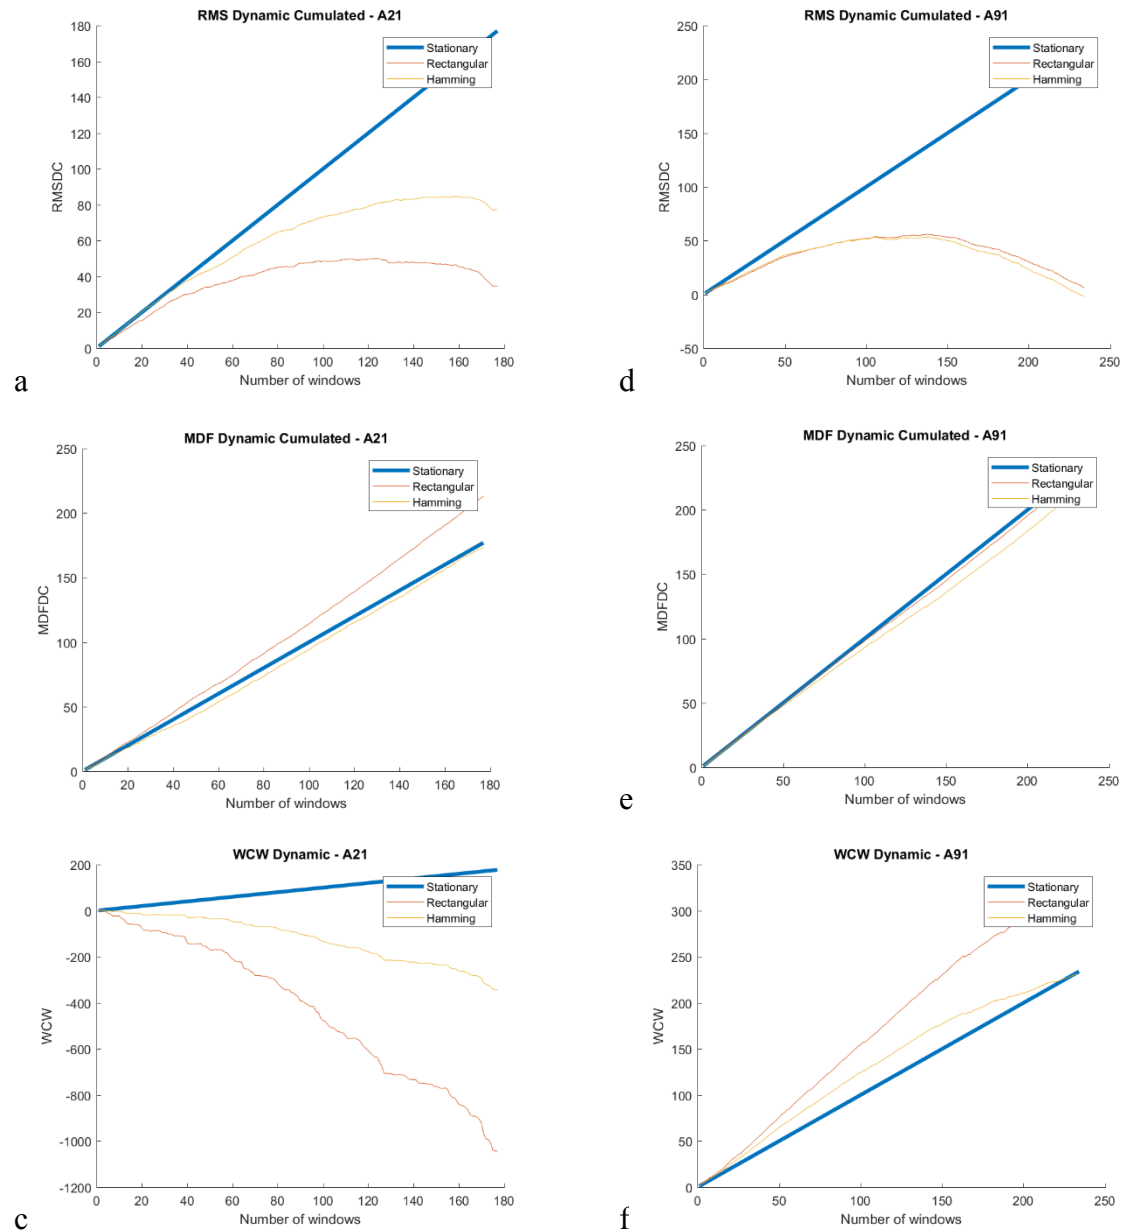 RMS Dynamic Cumulated - A21
180
160
140
120
100
80
60
40
20
0
RMSDC
Stationary
Rectangular
Hamming
0 20 40 60 80 100 120 140 160 180
Number of windows
a
RMS Dynamic Cumulated - A91
250
200
150
100
50
0
-50
RMSDC
Stationary
Rectangular
Hamming
0 50 100 150 200 250
Number of windows
d
MDF Dynamic Cumulated - A21
250
200
150
100
50
0
MDFDC
Stationary
Rectangular
Hamming
0 20 40 60 80 100 120 140 160 180
Number of windows
MDF Dynamic Cumulated - A91
250
200
150
100
50
0
MDFDC
Stationary
Rectangular
Hamming
0 50 100 150 200 250
Number of windows
e
WCW Dynamic - A21
200
0
-200
-400
-600
-800
-1000
-1200
WCW
Stationary
Rectangular
Hamming
0 20 40 60 80 100 120 140 160 180
Number of windows
c
WCW Dynamic - A91
350
300
250
200
150
100
50
0
WCW
Stationary
Rectangular
Hamming
0 50 100 150 200 250
Number of windows
f